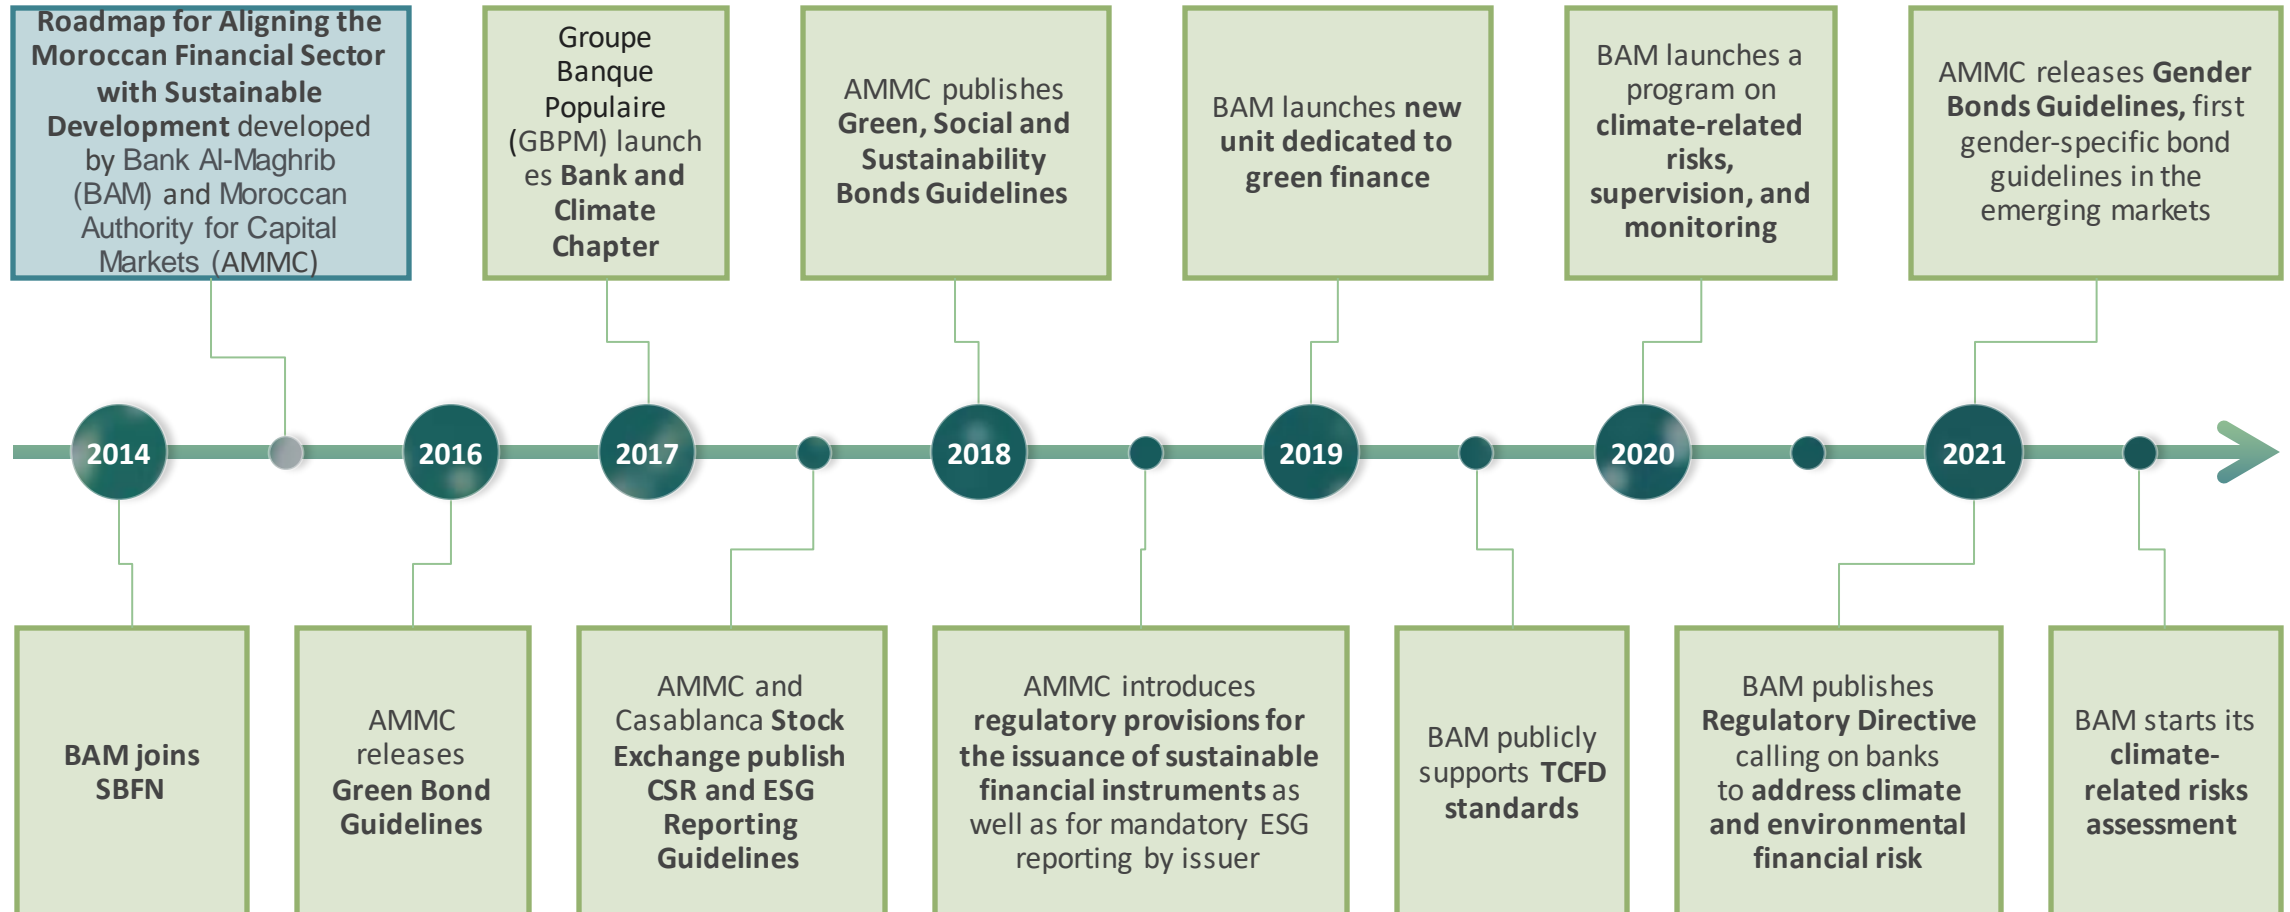 Roadmap for Aligning the
Moroccan Financial Sector
with Sustainable
Development developed
by Bank Al-Maghrib
(BAM) and Moroccan
Authority for Capital
Markets (AMMC)
Groupe
Banque
Populaire
(GBPM) launch
es Bank and
Climate
Chapter
AMMC publishes
Green, Social and
Sustainability
Bonds Guidelines
BAM launches new
unit dedicated to
green finance
BAM launches a
program on
climate-related
risks,
supervision, and
monitoring
AMMC releases Gender
Bonds Guidelines, first
gender-specific bond
guidelines in the
emerging markets
2014
2016
2017
2018
2019
2020
2021
BAM joins
SBFN
AMMC
releases
Green Bond
Guidelines
AMMC and
Casablanca Stock
Exchange publish
CSR and ESG
Reporting
Guidelines
AMMC introduces
regulatory provisions for
the issuance of sustainable
financial instruments as
well as for mandatory ESG
reporting by issuer
BAM publicly
supports TCFD
standards
BAM publishes
Regulatory Directive
calling on banks
to address climate
and environmental
financial risk
BAM starts its
climate-
related risks
assessment